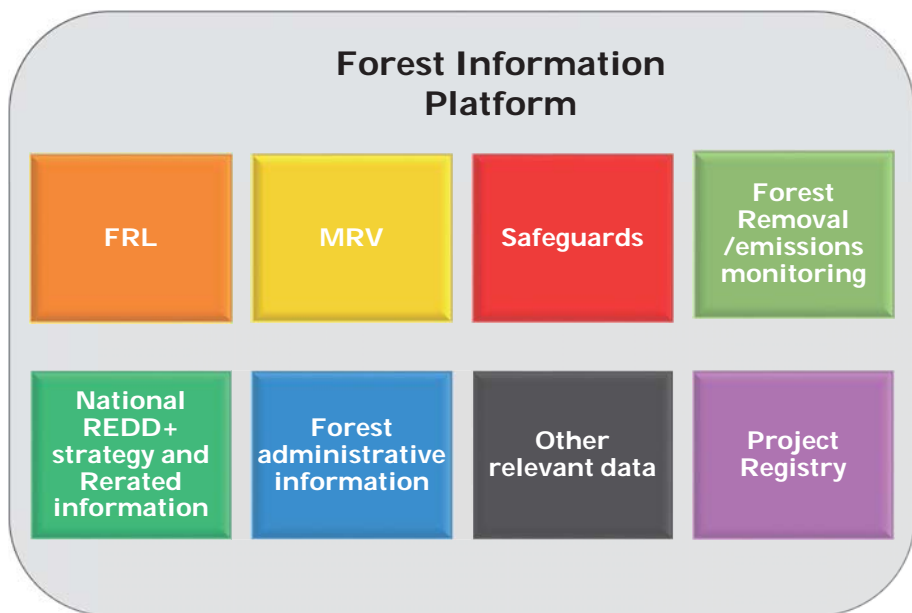 Forest Information
Platform
FRL
MRV
Safeguards
Forest
Removal
/emissions
monitoring
National
REDD+
strategy and
Rerated
information
Forest
administrative
information
Other
relevant data
Project
Registry